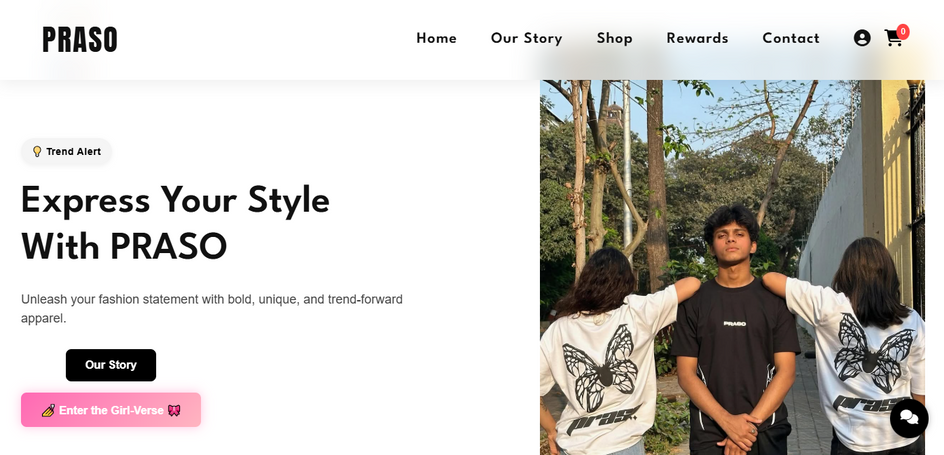 PRASO
Home Our Story Shop Rewards Contact
0
Trend Alert
Express Your Style
With PRASO
Unleash your fashion statement with bold, unique, and trend-forward
apparel.
Our Story
Enter the Girl-Verse
PRASO